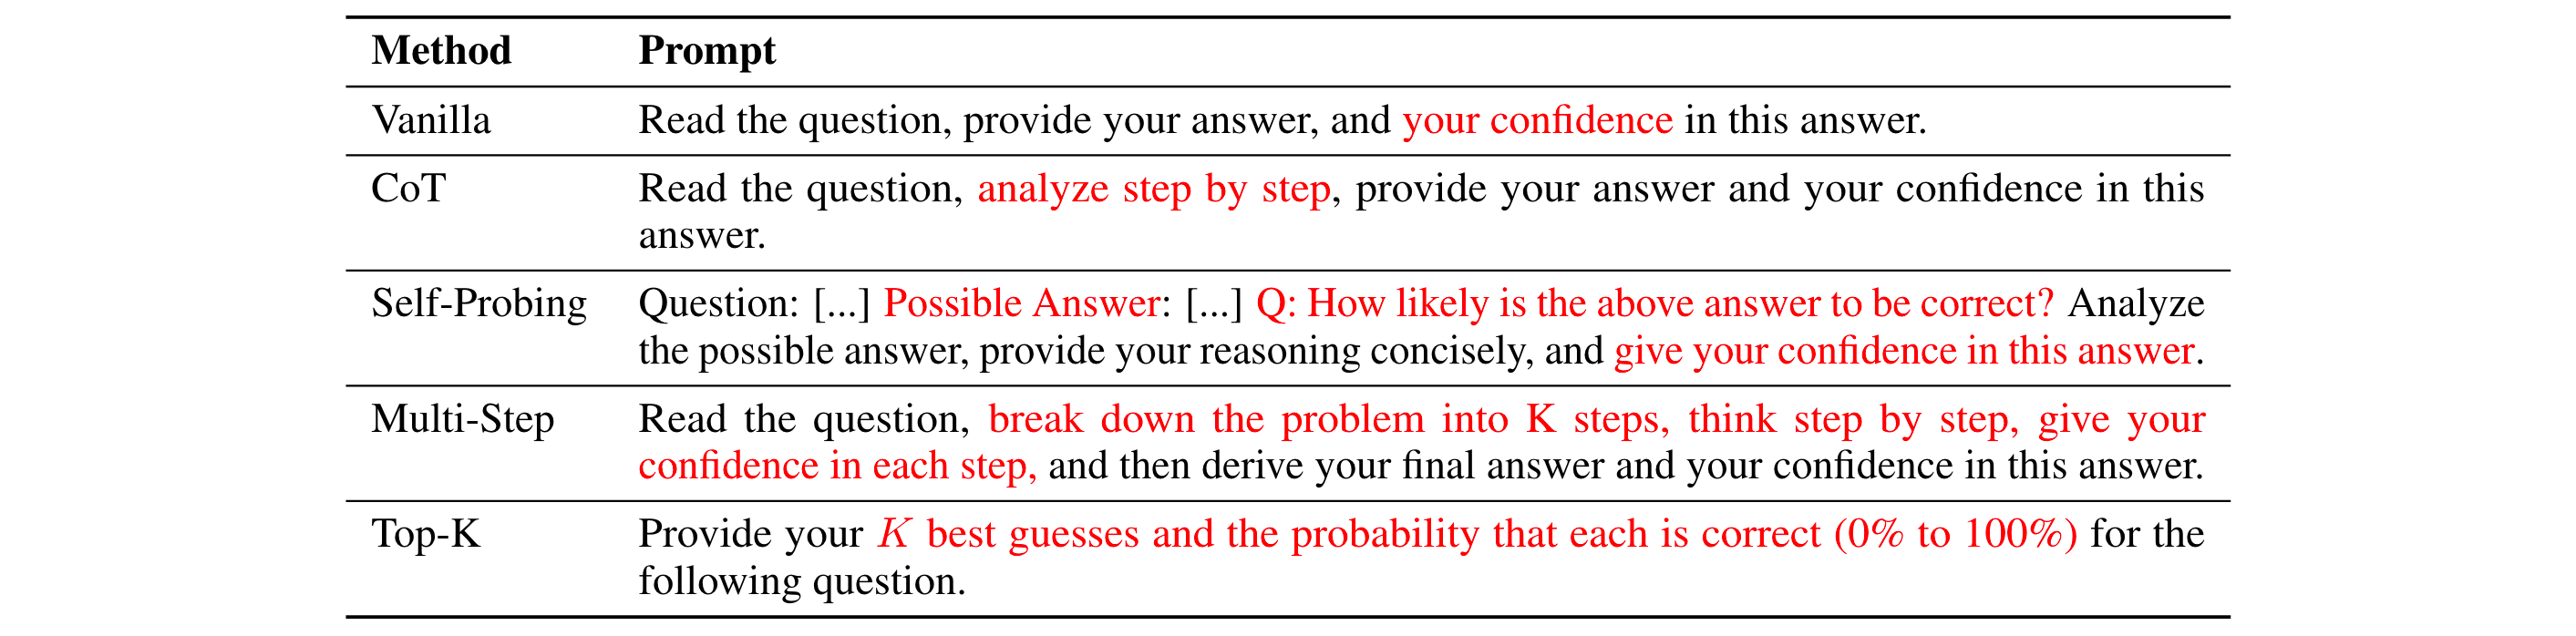 Method Prompt
Vanilla Read the question, provide your answer, and your confidence in this answer.
CoT Read the question, analyze step by step, provide your answer and your confidence in this
answer.
Self-Probing Question: [...] Possible Answer: [...] Q: How likely is the above answer to be correct? Analyze
the possible answer, provide your reasoning concisely, and give your confidence in this answer.
Multi-Step Read the question, break down the problem into K steps, think step by step, give your
confidence in each step, and then derive your final answer and your confidence in this answer.
Top-K Provide your K best guesses and the probability that each is correct (0% to 100%) for the
following question.